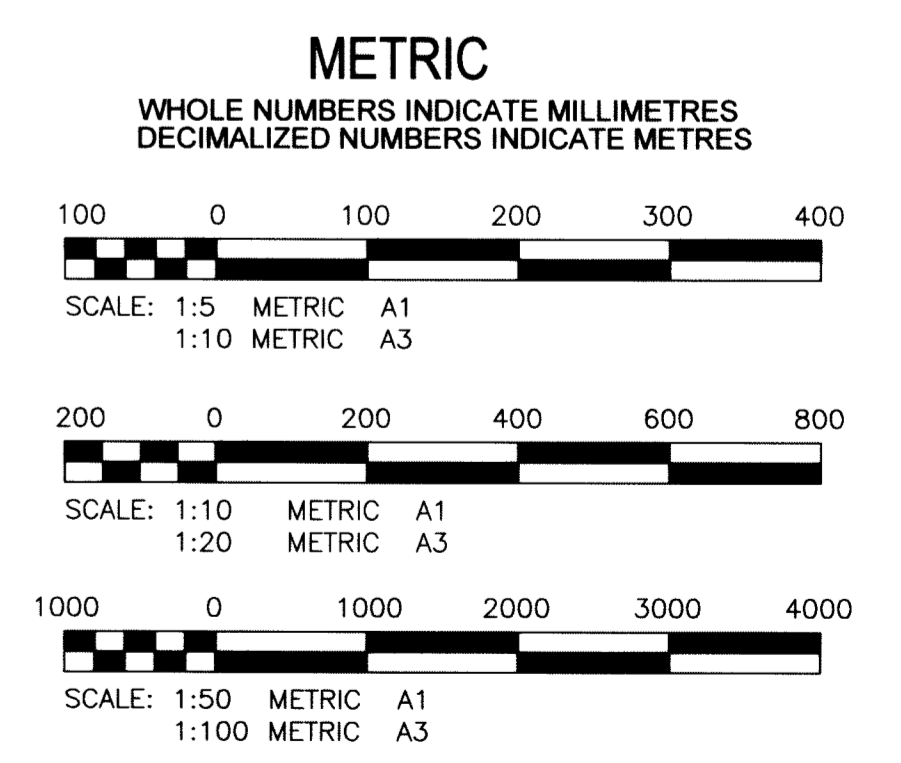 METRIC
WHOLE NUMBERS INDICATE MILLIMETRES
DECIMALIZED NUMBERS INDICATE METRES
100 0 100 200 300 400
SCALE: 1:5 METRIC A1
1:10 METRIC A3
200 0 200 400 600 800
SCALE: 1:10 METRIC A1
1:20 METRIC A3
1000 0 1000 2000 3000 4000
SCALE: 1:50 METRIC A1
1:100 METRIC A3